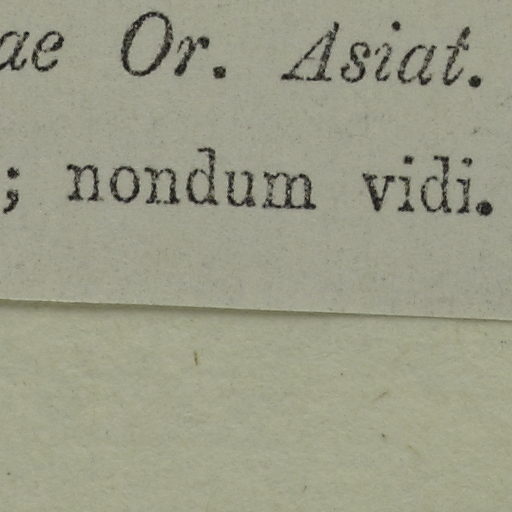 ae Or. Asiat.
; nondum vidi.